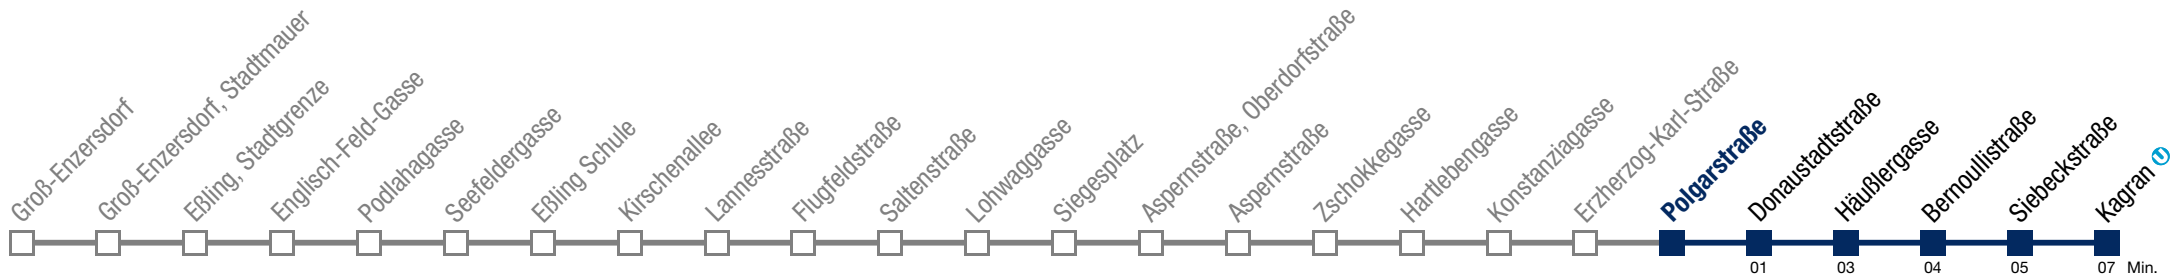 Groß-Enzersdorf
Groß-Enzersdorf, Stadtmauer
Eßling, Stadtgrenze
Englisch-Feld-Gasse
Podlahagasse
Seefeldergasse
Eßling Schule
Kirschenallee
Lannesstraße
Flugfeldstraße
Saltenstraße
Lohwaggasse
Siegesplatz
Aspernstraße, Oberdorfstraße
Aspernstraße
Zschokkegasse
Hartlebengasse
Konstanziagasse
Erzherzog-Karl-Straße
Polgarstraße
Donaustadtstraße
Häußlergasse
Bernoullistraße
Siebeckstraße
Kagran U
01 03 04 05 07 Min.